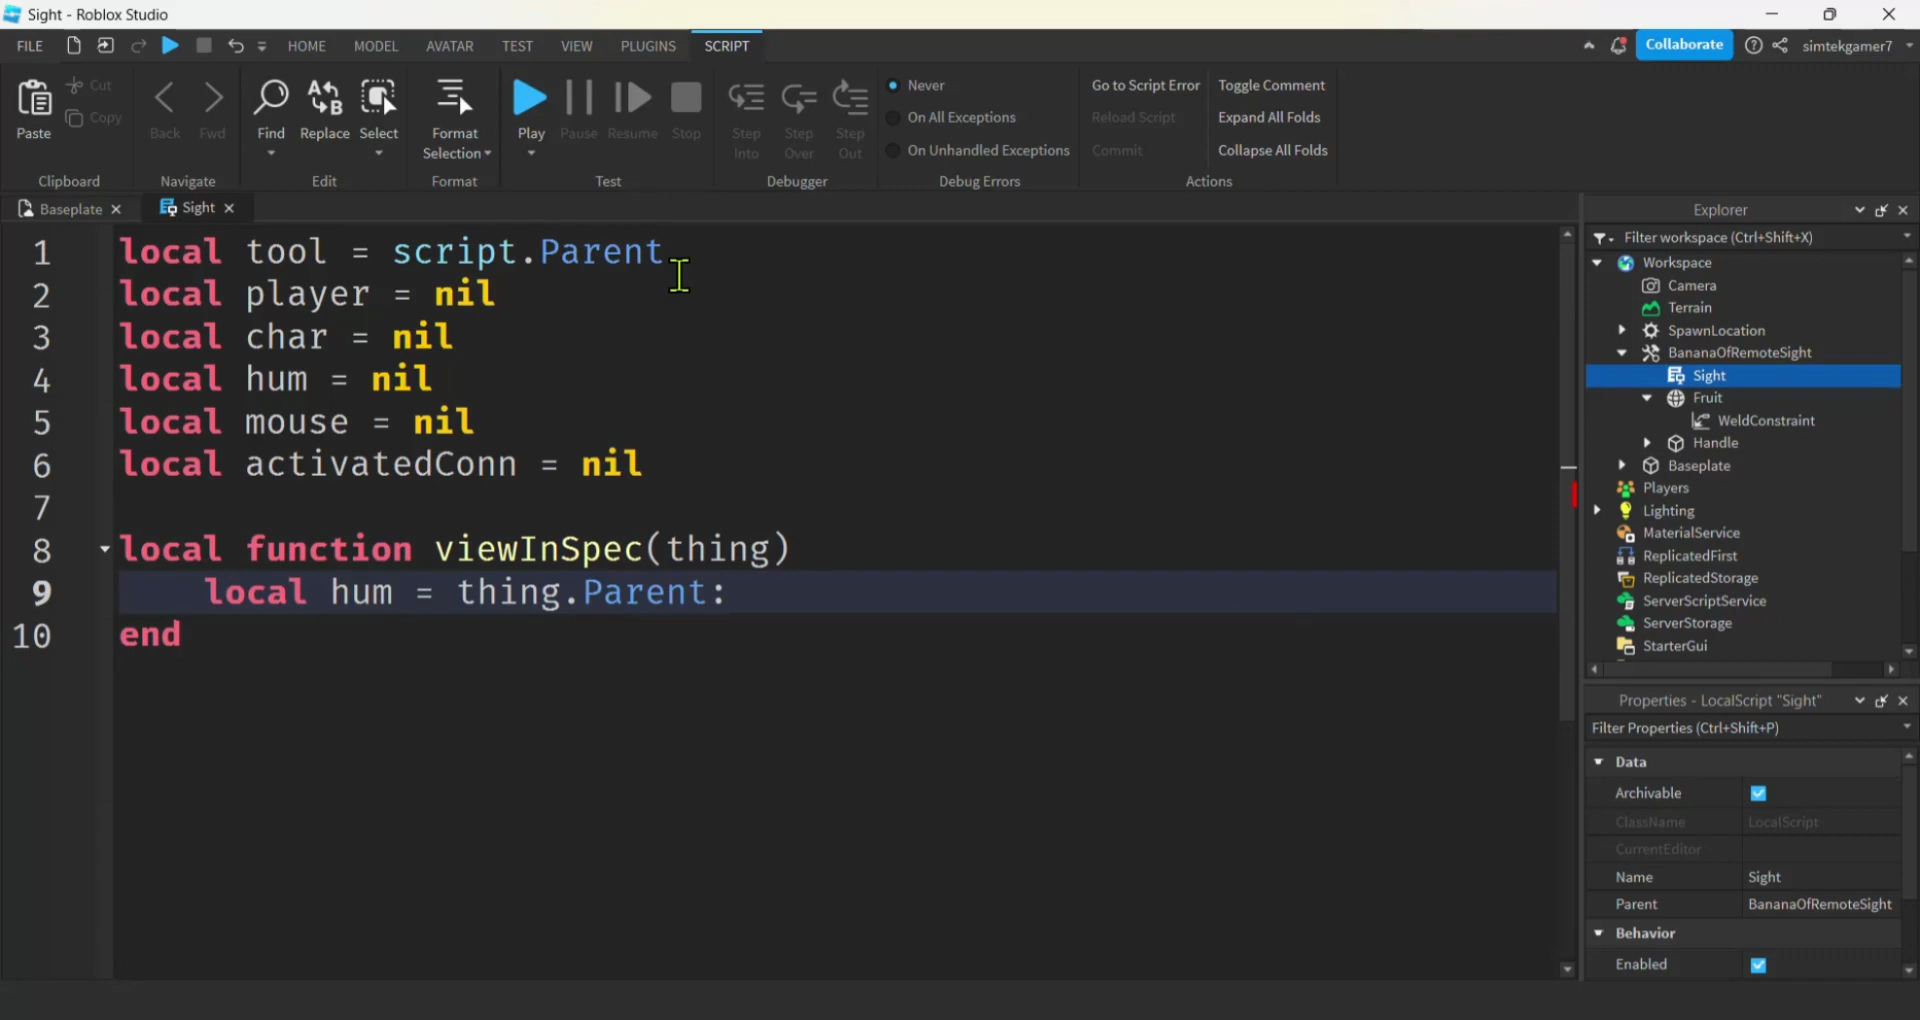 Sight - Roblox Studio
FILE HOME MODEL AVATAR TEST VIEW PLUGINS SCRIPT Collaborate simtekgamer7
Paste Cut Copy Back Fwd Find Replace Select Format Selection Play Pause Resume Stop Step Into Step Over Step Out
Never
On All Exceptions
On Unhandled Exceptions
Go to Script Error
Reload Script
Commit
Toggle Comment
Expand All Folds
Collapse All Folds
Clipboard Navigate Edit Format Test Debugger Debug Errors Actions
Baseplate Sight
1 local tool = script.Parent
2 local player = nil
3 local char = nil
4 local hum = nil
5 local mouse = nil
6 local activatedConn = nil
7
8 local function viewInSpec(thing)
9 local hum = thing.Parent:
10 end
Explorer
Filter workspace (Ctrl+Shift+X)
Workspace
Camera
Terrain
SpawnLocation
BananaOfRemoteSight
Sight
Fruit
WeldConstraint
Handle
Baseplate
Players
Lighting
MaterialService
ReplicatedFirst
ReplicatedStorage
ServerScriptService
ServerStorage
StarterGui
Properties - LocalScript "Sight"
Filter Properties (Ctrl+Shift+P)
Data
Archivable
ClassName LocalScript
CurrentEditor
Name Sight
Parent BananaOfRemoteSight
Behavior
Enabled